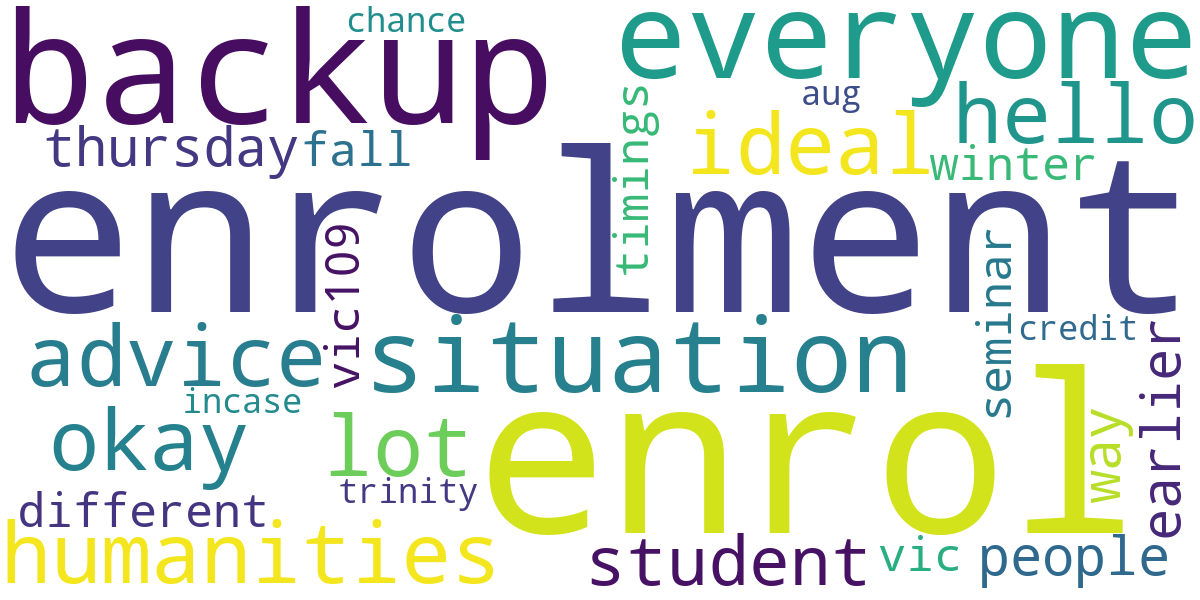 backup
chance
everyone
aug
hello
thursday
fall
timings
ideal
winter
enrolment
vic109
seminar
advice
situation
credit
earlier
incase
okay
lot
enrol
way
trinity
different
humanities
student
vic
people